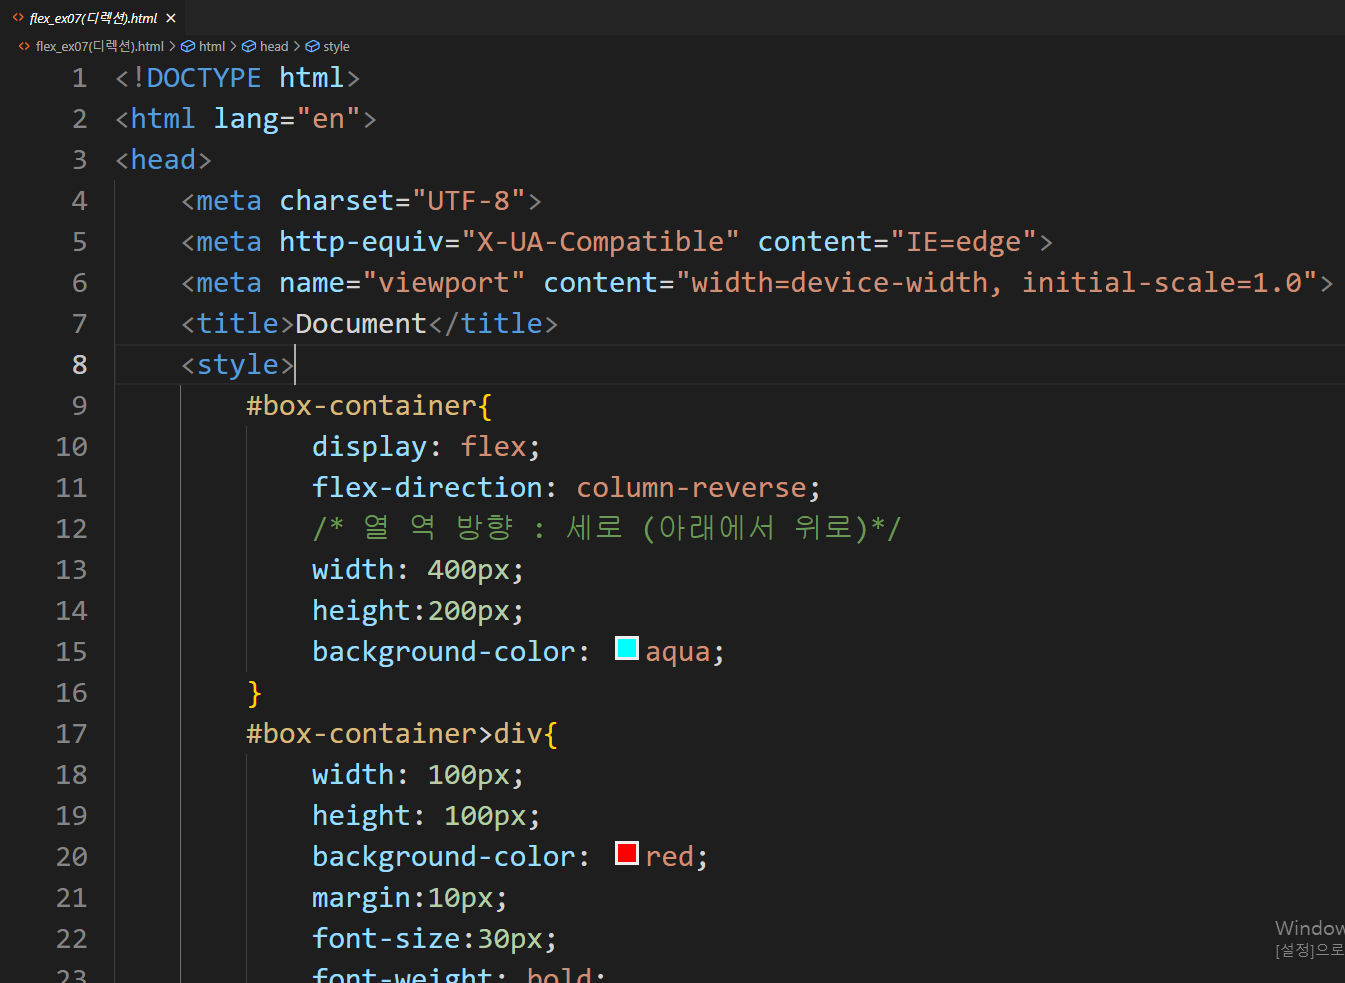 flex_ex07(디렉션).html
flex_ex07(디렉션).html > html > head > style
1 <!DOCTYPE html>
2 <html lang="en">
3 <head>
4 <meta charset="UTF-8">
5 <meta http-equiv="X-UA-Compatible" content="IE=edge">
6 <meta name="viewport" content="width=device-width, initial-scale=1.0">
7 <title>Document</title>
8 <style>
9 #box-container{
10 display: flex;
11 flex-direction: column-reverse;
12 /* 열 역 방향 : 세로 (아래에서 위로)*/
13 width: 400px;
14 height:200px;
15 background-color: aqua;
16 }
17 #box-container>div{
18 width: 100px;
19 height: 100px;
20 background-color: red;
21 margin:10px;
22 font-size:30px;
23 font-weight: bold;
Window
[설정]으로